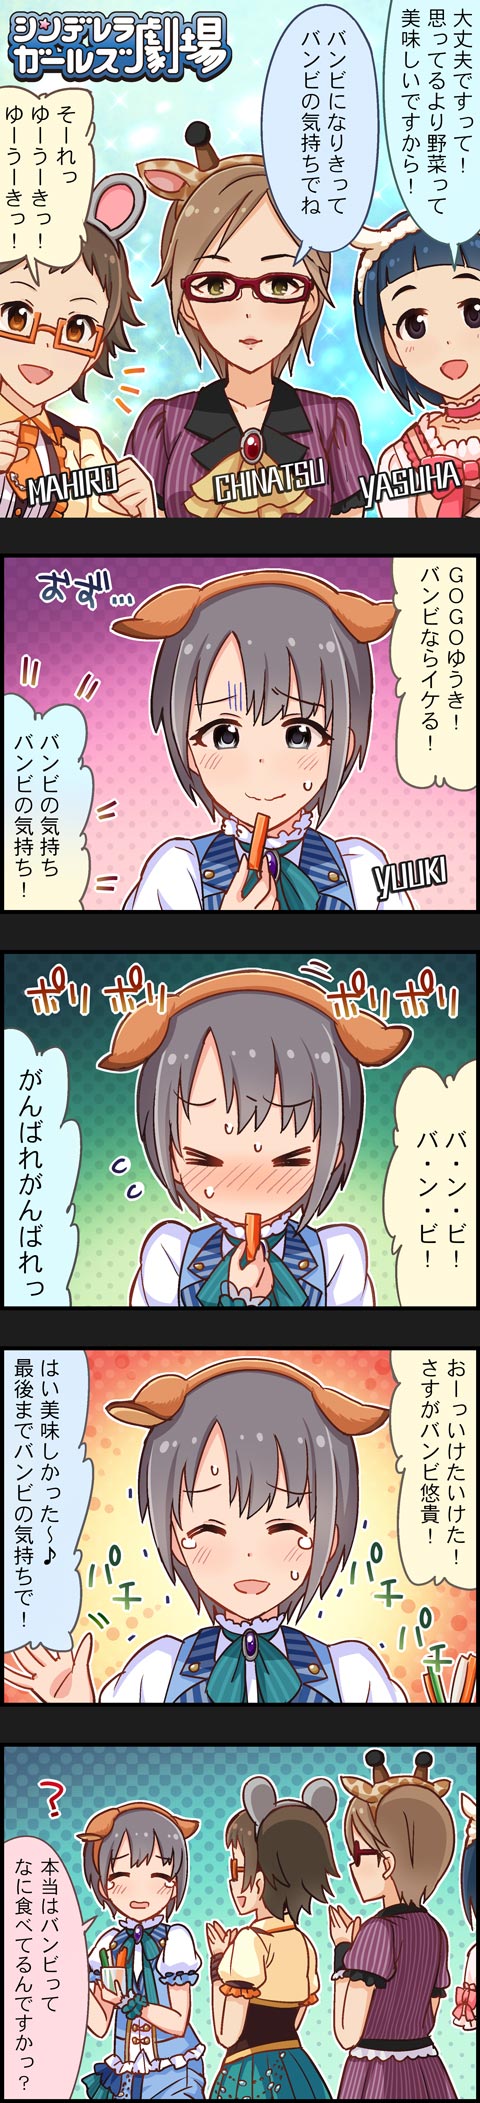 シンデレラ
ガールズ劇場
大丈夫ですって！
思ってるより野菜って
美味しいですから！
バンビになりきって
バンビの気持ちでね
そーれっ
ゆーうーきっ！
ゆーうーきっ！
MAHIRO
CHINATSU
YASUHA
GOGOゆうき！
バンビならイケる！
おず…
バンビの気持ち
バンビの気持ち！
YUUKI
ポリポリ
ポリポリ
バ・ン・ビ！
バ・ン・ビ！
がんばれがんばれっ
おーっいけたいけた！
さすがバンビ悠貴！
はい美味しかった～♪
最後までバンビの気持ちで！
パチ
パチ
パチ
？
本当はバンビって
なに食べてるんですかっ？